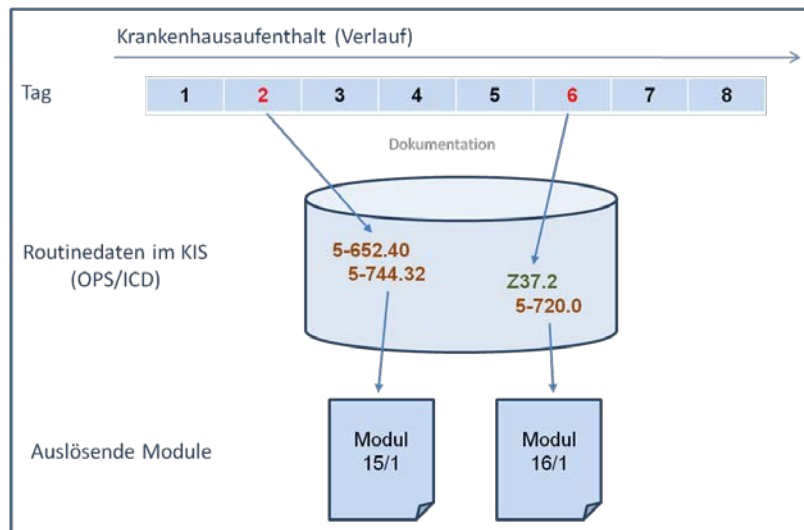 Krankenhausaufenthalt (Verlauf)
Tag 1 2 3 4 5 6 7 8
Dokumentation
Routinedaten im KIS
(OPS/ICD)
5-652.40
5-744.32
Z37.2
5-720.0
Auslösende Module
Modul
15/1
Modul
16/1